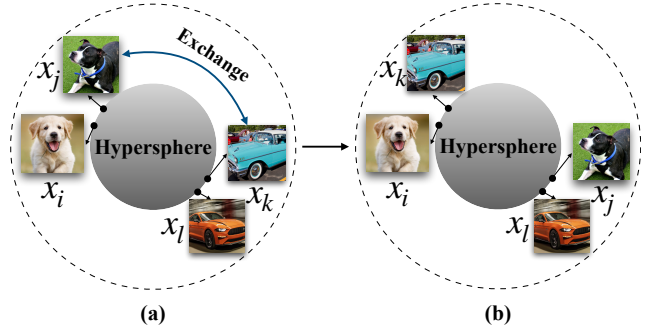 x_j
Exchange
Hypersphere
x_i
x_k
x_l
(a)
x_k
Hypersphere
x_i
x_j
x_l
(b)